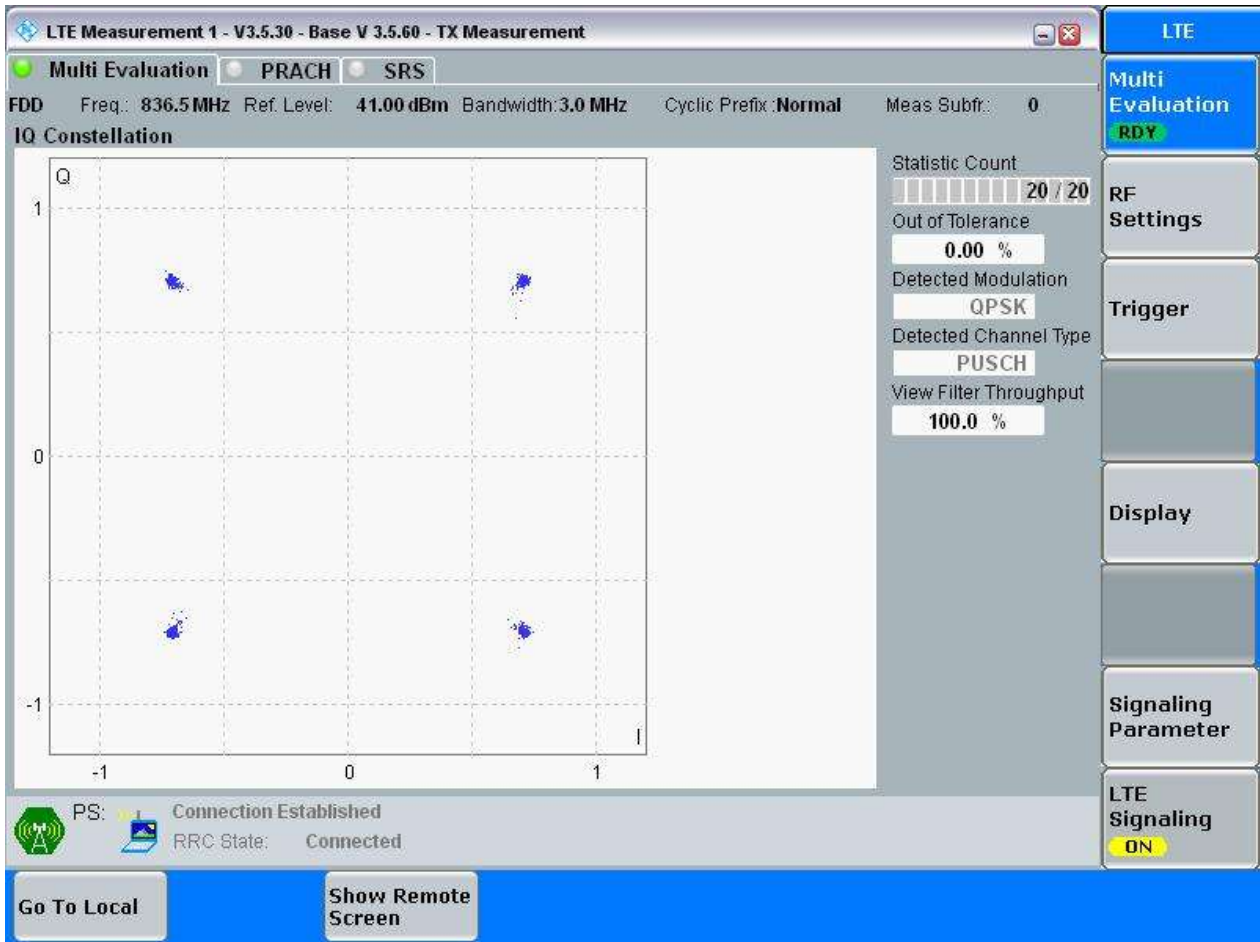 LTE Measurement 1 - V3.5.30 - Base V 3.5.60 - TX Measurement
LTE
Multi Evaluation PRACH SRS
FDD Freq.: 836.5 MHz Ref. Level: 41.00 dBm Bandwidth: 3.0 MHz Cyclic Prefix : Normal Meas Subfr.: 0
IQ Constellation
Q
1
0
-1
-1 0 1
I
Statistic Count
20 / 20
Out of Tolerance
0.00 %
Detected Modulation
QPSK
Detected Channel Type
PUSCH
View Filter Throughput
100.0 %
Multi
Evaluation
RDY
RF
Settings
Trigger
Display
Signaling
Parameter
LTE
Signaling
ON
PS: Connection Established
RRC State: Connected
Go To Local
Show Remote
Screen